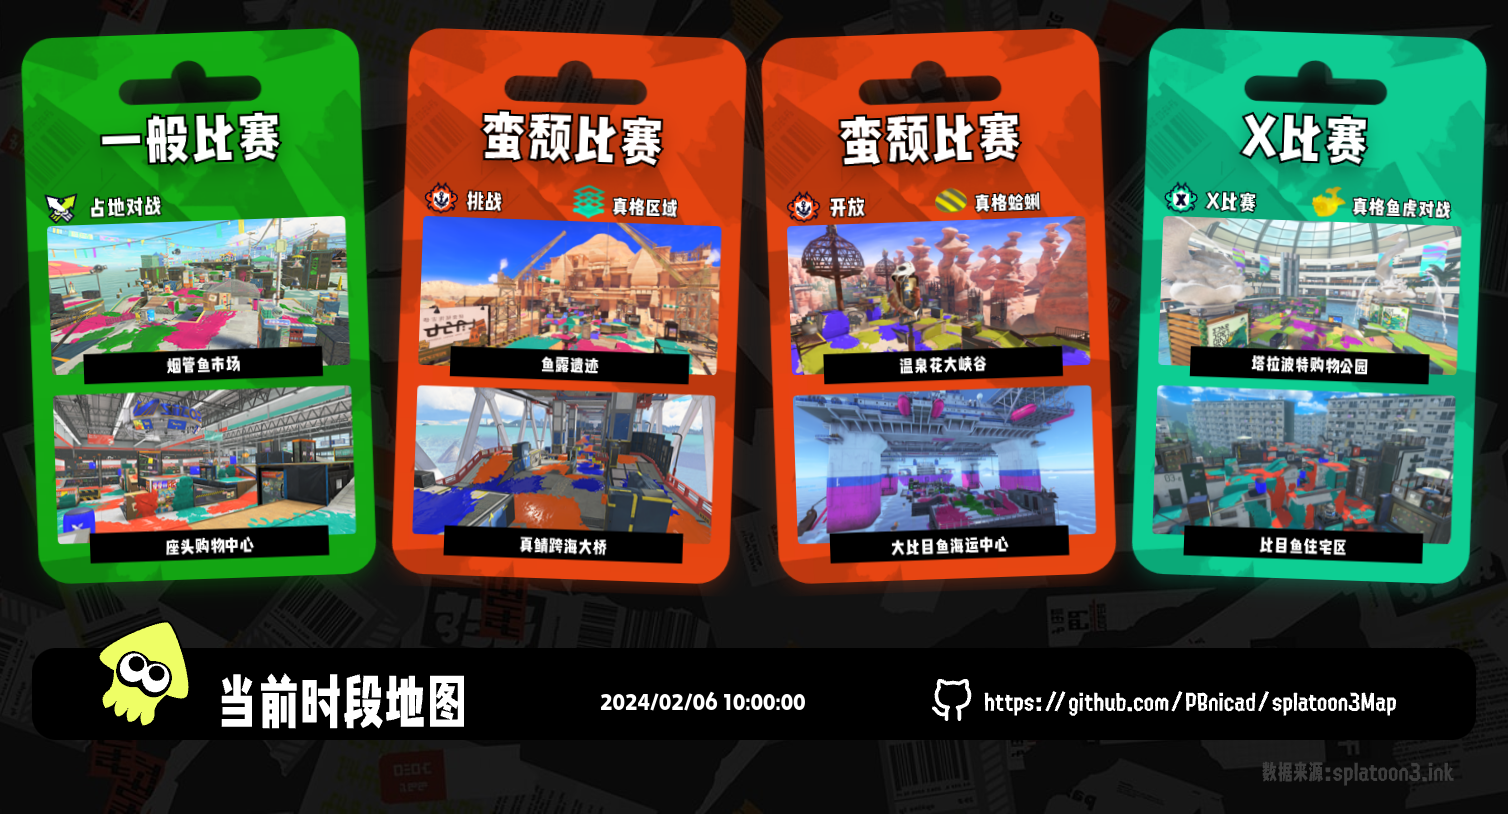 一般比赛
占地对战
烟管鱼市场
座头购物中心
蛮颓比赛
挑战
真格区域
鱼露遗迹
真鲭跨海大桥
蛮颓比赛
开放
真格蛤蜊
温泉花大峡谷
大比目鱼海运中心
X比赛
X比赛
真格鱼虎对战
塔拉波特购物公园
比目鱼住宅区
当前时段地图
2024/02/06 10:00:00
https://github.com/PBnicad/splatoon3Map
数据来源:splatoon3.ink